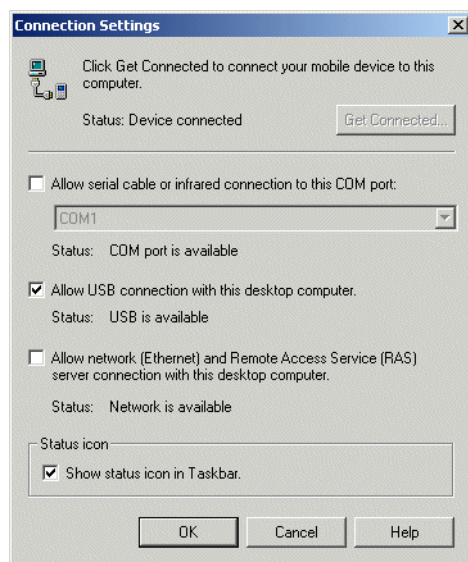 Connection Settings
Click Get Connected to connect your mobile device to this
computer.
Status: Device connected
Get Connected...
Allow serial cable or infrared connection to this COM port:
COM1
Status: COM port is available
Allow USB connection with this desktop computer.
Status: USB is available
Allow network (Ethernet) and Remote Access Service (RAS)
server connection with this desktop computer.
Status: Network is available
Status icon
Show status icon in Taskbar.
OK Cancel Help